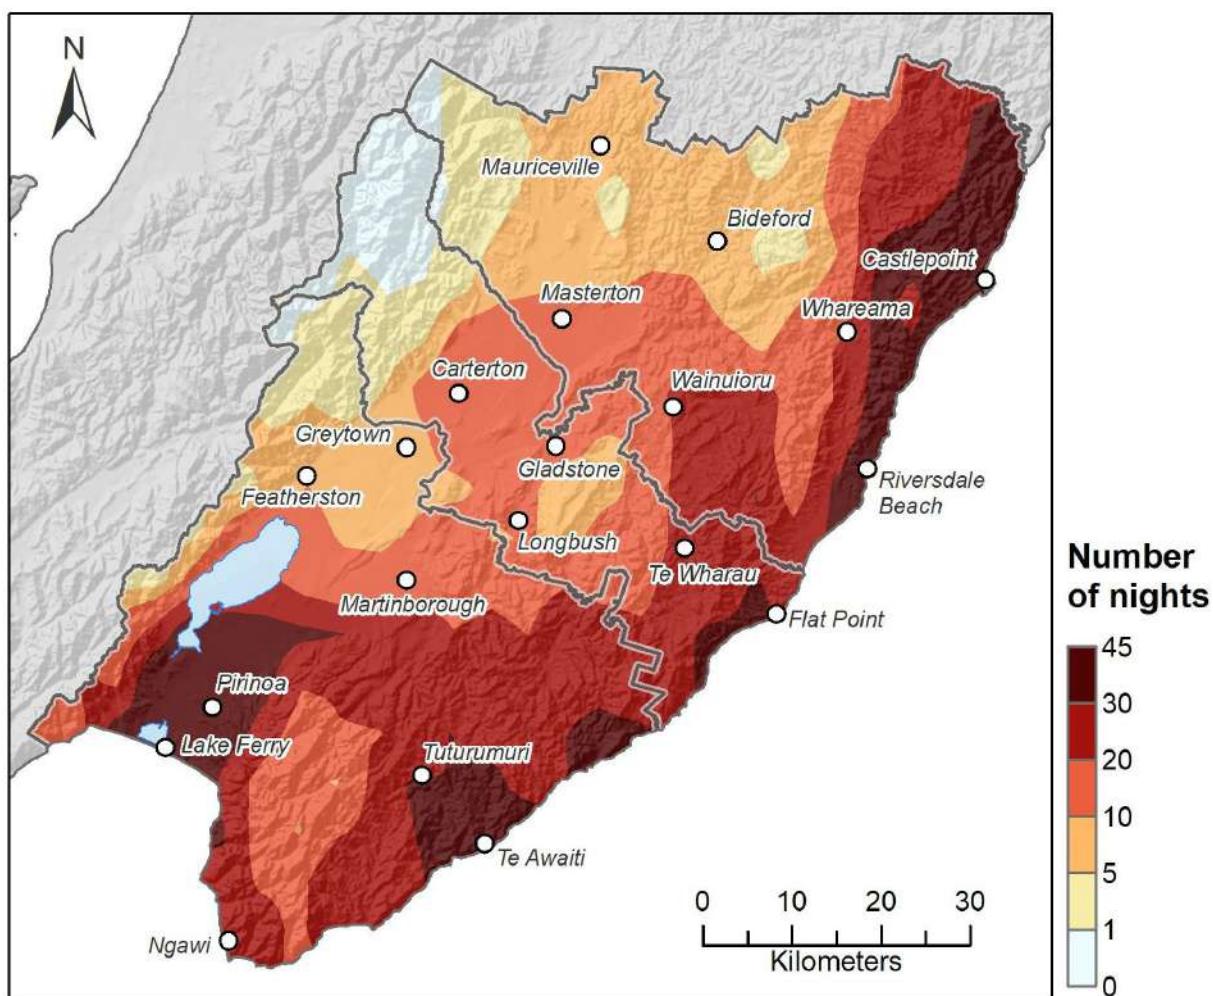 N
Mauriceville
Bideford
Castlepoint
Masterton
Whareama
Carterton
Wainuioru
Greytown
Gladstone
Featherston
Riversdale
Beach
Longbush
Te Wharau
Martinborough
Flat Point
Pirinoa
Lake Ferry
Tuturumuri
Te Awaiti
Ngawi
0 10 20 30
Kilometers
Number
of nights
45
30
20
10
5
1
0